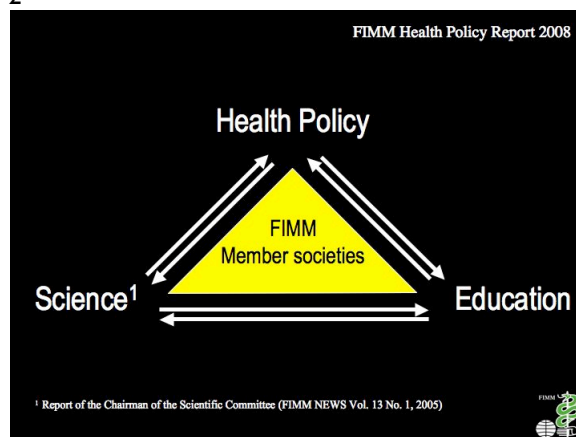 2
FIMM Health Policy Report 2008
Health Policy
FIMM
Member societies
Science¹
Education
¹ Report of the Chairman of the Scientific Committee (FIMM NEWS Vol. 13 No. 1, 2005)
FIMM